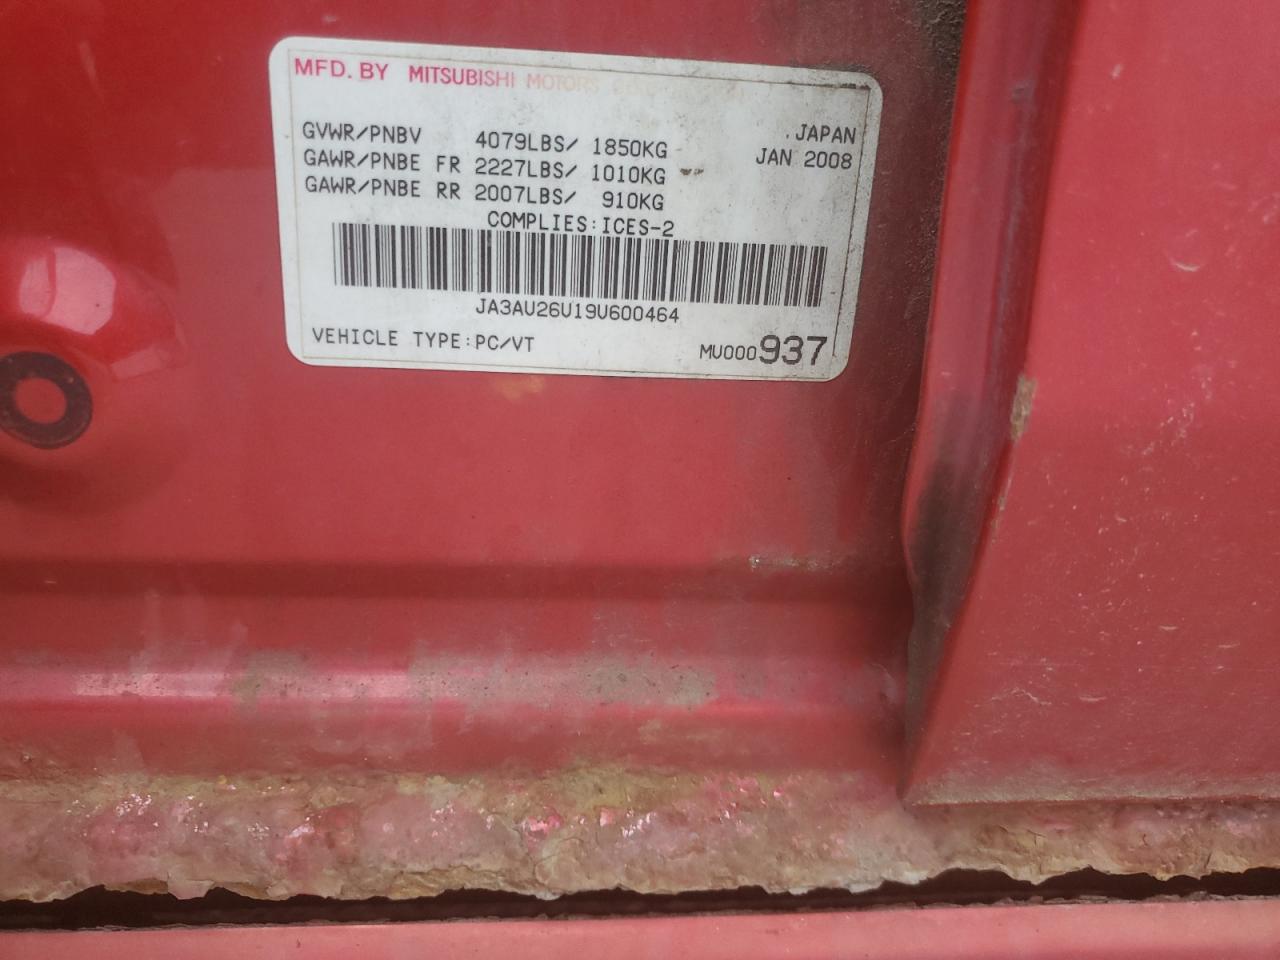 MFD. BY MITSUBISHI MOTORS
GVWR/PNBV 4079LBS/ 1850KG
GAWR/PNBE FR 2227LBS/ 1010KG
GAWR/PNBE RR 2007LBS/ 910KG
JAPAN
JAN 2008
COMPLIES:ICES-2
JA3AU26U19U600464
VEHICLE TYPE:PC/VT
MU000937